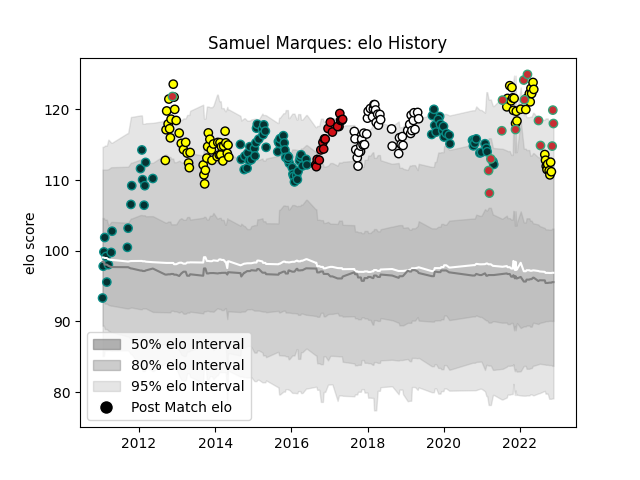 Samuel Marques: elo History
elo score
120
110
100
90
80
50% elo Interval
80% elo Interval
95% elo Interval
Post Match elo
2012
2014
2016
2018
2020
2022